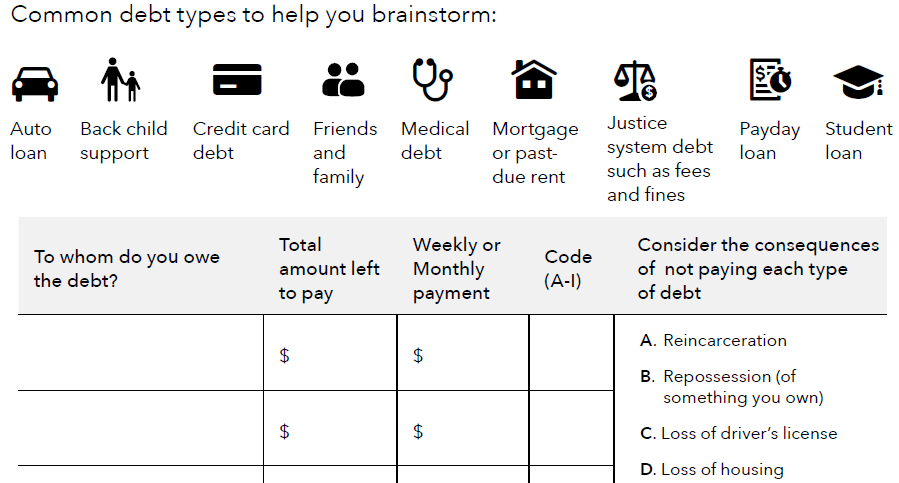 Common debt types to help you brainstorm:
$
$
Auto loan
Back child support
Credit card debt
Friends and family
Medical debt
Mortgage or past-due rent
Justice system debt such as fees and fines
Payday loan
Student loan
To whom do you owe the debt?
Total amount left to pay
Weekly or Monthly payment
Code (A-I)
Consider the consequences of not paying each type of debt
$
$
$
$
A. Reincarceration
B. Repossession (of something you own)
C. Loss of driver's license
D. Loss of housing